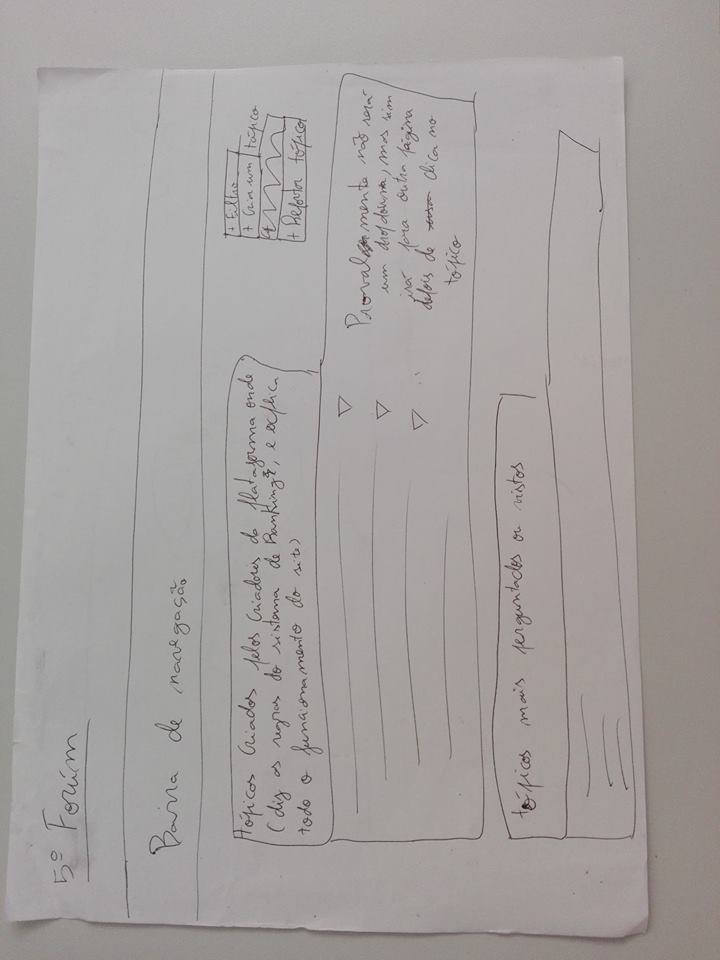 5º Forúm
Barra de navegação
+ Filtro
+ Criar um tópico
+ Reportar tópico
Tópicos Criados pelos Criadores da plataforma onde
(diz as regras do sistema de Ranking, e explica
todo o funcionamento do site)
Provalmente não será
um dropdown, mas sim
irá para outra página
depois de clica no
tópico
tópicos mais perguntados ou vistos